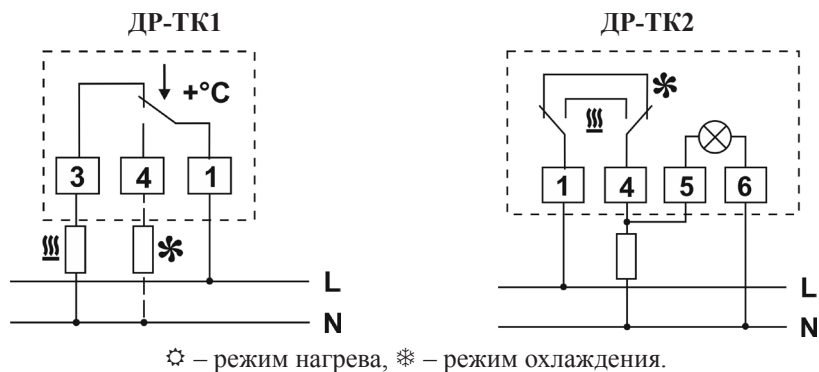 ДР-ТК1
ДР-ТК2
+°C
3 4 1
1 4 5 6
L
N
L
N
☼ – режим нагрева, ❄ – режим охлаждения.